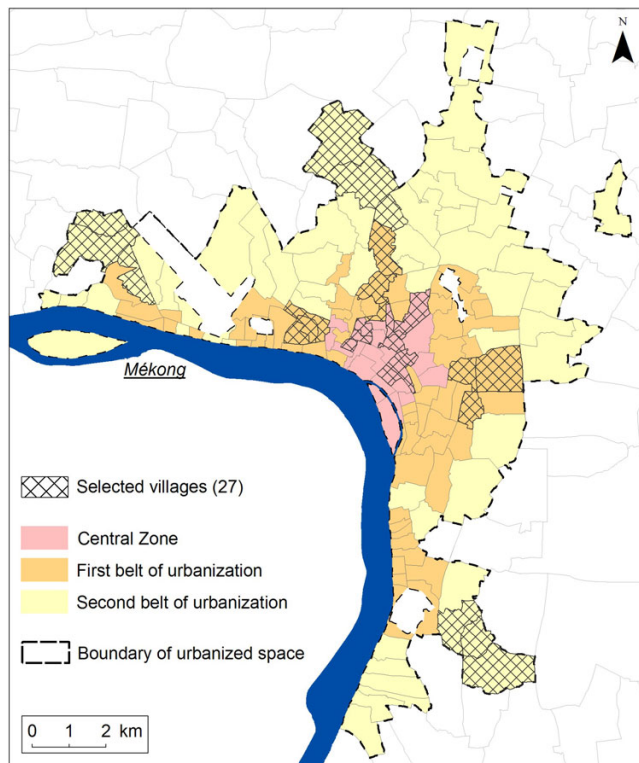 N
Mékong
Selected villages (27)
Central Zone
First belt of urbanization
Second belt of urbanization
Boundary of urbanized space
0 1 2 km